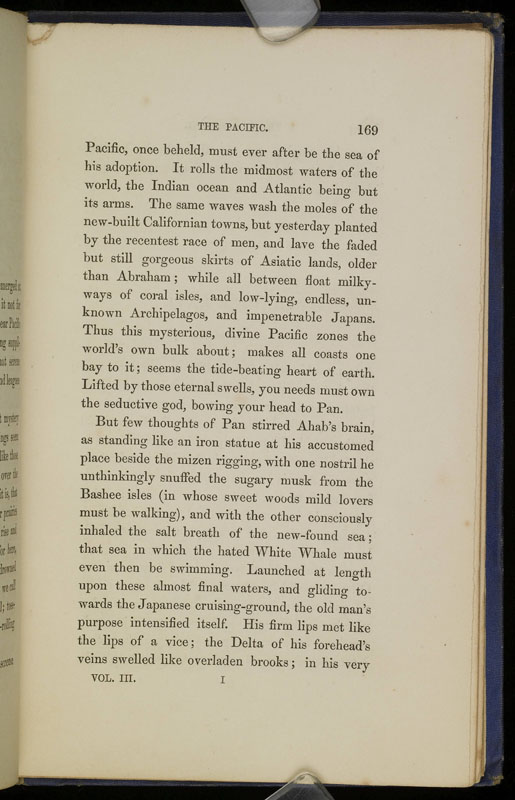 THE PACIFIC. 169
Pacific, once beheld, must ever after be the sea of
his adoption. It rolls the midmost waters of the
world, the Indian ocean and Atlantic being but
its arms. The same waves wash the moles of the
new-built Californian towns, but yesterday planted
by the recentest race of men, and lave the faded
but still gorgeous skirts of Asiatic lands, older
than Abraham; while all between float milky-
ways of coral isles, and low-lying, endless, un-
known Archipelagos, and impenetrable Japans.
Thus this mysterious, divine Pacific zones the
world's own bulk about; makes all coasts one
bay to it; seems the tide-beating heart of earth.
Lifted by those eternal swells, you needs must own
the seductive god, bowing your head to Pan.
But few thoughts of Pan stirred Ahab's brain,
as standing like an iron statue at his accustomed
place beside the mizen rigging, with one nostril he
unthinkingly snuffed the sugary musk from the
Bashee isles (in whose sweet woods mild lovers
must be walking), and with the other consciously
inhaled the salt breath of the new-found sea;
that sea in which the hated White Whale must
even then be swimming. Launched at length
upon these almost final waters, and gliding to-
wards the Japanese cruising-ground, the old man's
purpose intensified itself. His firm lips met like
the lips of a vice; the Delta of his forehead's
veins swelled like overladen brooks; in his very
VOL. III. I